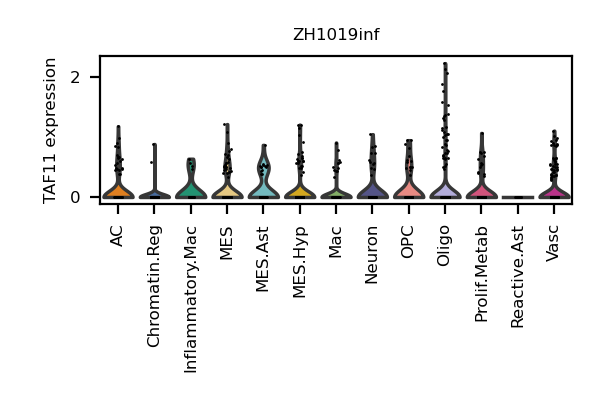 ZH1019inf
TAF11 expression
2
0
AC
Chromatin.Reg
Inflammatory.Mac
MES
MES.Ast
MES.Hyp
Mac
Neuron
OPC
Oligo
Prolif.Metab
Reactive.Ast
Vasc